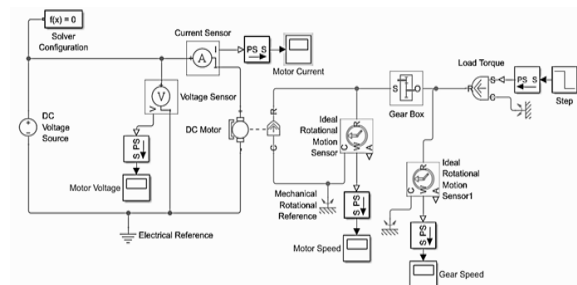 f(x) = 0
Solver
Configuration
Current Sensor
I
A
PS S
Motor Current
DC
Voltage
Source
V
V
Voltage Sensor
S PS
Motor Voltage
DC Motor
R
C
Electrical Reference
Mechanical
Rotational
Reference
Ideal
Rotational
Motion
Sensor
R
C W A
S PS
Motor Speed
S O
Gear Box
Load Torque
R S
C
PS S
Step
Ideal
Rotational
Motion
Sensor1
R
C W A
S PS
Gear Speed